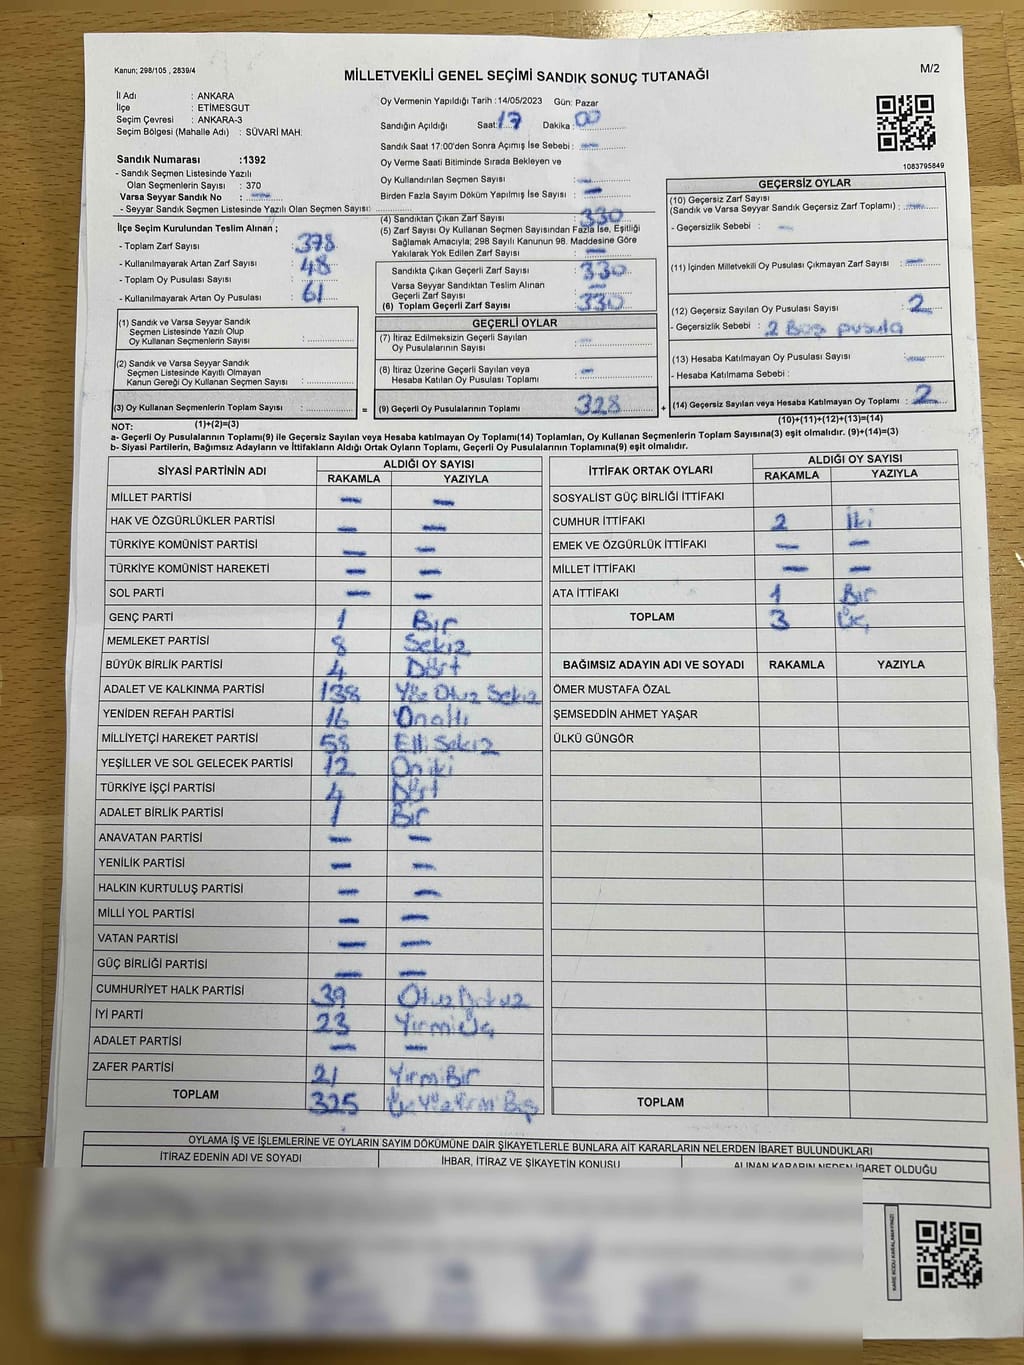 Kanun; 298/105 , 2839/4
M/2
MİLLETVEKİLİ GENEL SEÇİMİ SANDIK SONUÇ TUTANAĞI
İl Adı : ANKARA
İlçe : ETİMESGUT
Seçim Çevresi : ANKARA-3
Seçim Bölgesi (Mahalle Adı) : SÜVARİ MAH.
Sandık Numarası :1392
- Sandık Seçmen Listesinde Yazılı
Olan Seçmenlerin Sayısı : 370
Varsa Seyyar Sandık No : —
- Seyyar Sandık Seçmen Listesinde Yazılı Olan Seçmen Sayısı:
İlçe Seçim Kurulundan Teslim Alınan ;
- Toplam Zarf Sayısı : 378
- Kullanılmayarak Artan Zarf Sayısı : 48
- Toplam Oy Pusulası Sayısı :
- Kullanılmayarak Artan Oy Pusulası : 61
(1) Sandık ve Varsa Seyyar Sandık
Seçmen Listesinde Yazılı Olup
Oy Kullanan Seçmenlerin Sayısı :
(2) Sandık ve Varsa Seyyar Sandık
Seçmen Listesinde Kayıtlı Olmayan
Kanun Gereği Oy Kullanan Seçmen Sayısı :
(3) Oy Kullanan Seçmenlerin Toplam Sayısı :
(1)+(2)=(3)
Oy Vermenin Yapıldığı Tarih :14/05/2023 Gün: Pazar
Sandığın Açıldığı Saat: 17 Dakika : 00
Sandık Saat 17:00'den Sonra Açımış İse Sebebi : —
Oy Verme Saati Bitiminde Sırada Bekleyen ve
Oy Kullandırılan Seçmen Sayısı : —
Birden Fazla Sayım Döküm Yapılmış İse Sayısı : —
(4) Sandıktan Çıkan Zarf Sayısı : 330
(5) Zarf Sayısı Oy Kullanan Seçmen Sayısından Fazla İse, Eşitliği
Sağlamak Amacıyla; 298 Sayılı Kanunun 98. Maddesine Göre
Yakılarak Yok Edilen Zarf Sayısı : —
Sandıkta Çıkan Geçerli Zarf Sayısı : 330
Varsa Seyyar Sandıktan Teslim Alınan
Geçerli Zarf Sayısı : —
(6) Toplam Geçerli Zarf Sayısı : 330
GEÇERLİ OYLAR
(7) İtiraz Edilmeksizin Geçerli Sayılan
Oy Pusulalarının Sayısı : —
(8) İtiraz Üzerine Geçerli Sayılan veya
Hesaba Katılan Oy Pusulası Toplamı : —
= (9) Geçerli Oy Pusulalarının Toplamı : 328 +
1083795849
GEÇERSİZ OYLAR
(10) Geçersiz Zarf Sayısı
(Sandık ve Varsa Seyyar Sandık Geçersiz Zarf Toplamı) : —
- Geçersizlik Sebebi : —
(11) İçinden Milletvekili Oy Pusulası Çıkmayan Zarf Sayısı : —
(12) Geçersiz Sayılan Oy Pusulası Sayısı : 2
- Geçersizlik Sebebi : 2 Boş pusula
(13) Hesaba Katılmayan Oy Pusulası Sayısı : —
- Hesaba Katılmama Sebebi :
(14) Geçersiz Sayılan veya Hesaba Katılmayan Oy Toplamı : 2
(10)+(11)+(12)+(13)=(14)
NOT:
a- Geçerli Oy Pusulalarının Toplamı(9) ile Geçersiz Sayılan veya Hesaba katılmayan Oy Toplamı(14) Toplamları, Oy Kullanan Seçmenlerin Toplam Sayısına(3) eşit olmalıdır. (9)+(14)=(3)
b- Siyasi Partilerin, Bağımsız Adayların ve İttifakların Aldığı Ortak Oyların Toplamı, Geçerli Oy Pusulalarının Toplamına(9) eşit olmalıdır.
SİYASİ PARTİNİN ADI ALDIĞI OY SAYISI
RAKAMLA YAZIYLA
MİLLET PARTİSİ — —
HAK VE ÖZGÜRLÜKLER PARTİSİ — —
TÜRKİYE KOMÜNİST PARTİSİ — —
TÜRKİYE KOMÜNİST HAREKETİ — —
SOL PARTİ — —
GENÇ PARTİ 1 Bir
MEMLEKET PARTİSİ 8 Sekiz
BÜYÜK BİRLİK PARTİSİ 4 Dört
ADALET VE KALKINMA PARTİSİ 138 Yüz Otuz Sekiz
YENİDEN REFAH PARTİSİ 16 Onaltı
MİLLİYETÇİ HAREKET PARTİSİ 58 Elli Sekiz
YEŞİLLER VE SOL GELECEK PARTİSİ 12 Oniki
TÜRKİYE İŞÇİ PARTİSİ 4 Dört
ADALET BİRLİK PARTİSİ 1 Bir
ANAVATAN PARTİSİ — —
YENİLİK PARTİSİ — —
HALKIN KURTULUŞ PARTİSİ — —
MİLLİ YOL PARTİSİ — —
VATAN PARTİSİ — —
GÜÇ BİRLİĞİ PARTİSİ — —
CUMHURİYET HALK PARTİSİ 39 Otuz Dokuz
İYİ PARTİ 23 Yirmi Üç
ADALET PARTİSİ — —
ZAFER PARTİSİ 21 Yirmi Bir
TOPLAM 325 Üç Yüz Yirmi Beş
İTTİFAK ORTAK OYLARI ALDIĞI OY SAYISI
RAKAMLA YAZIYLA
SOSYALİST GÜÇ BİRLİĞİ İTTİFAKI
CUMHUR İTTİFAKI 2 İki
EMEK VE ÖZGÜRLÜK İTTİFAKI — —
MİLLET İTTİFAKI — —
ATA İTTİFAKI 1 Bir
TOPLAM 3 Üç
BAĞIMSIZ ADAYIN ADI VE SOYADI RAKAMLA YAZIYLA
ÖMER MUSTAFA ÖZAL
ŞEMSEDDİN AHMET YAŞAR
ÜLKÜ GÜNGÖR
TOPLAM
OYLAMA İŞ VE İŞLEMLERİNE VE OYLARIN SAYIM DÖKÜMÜNE DAİR ŞİKAYETLERLE BUNLARA AİT KARARLARIN NELERDEN İBARET BULUNDUKLARI
İTİRAZ EDENİN ADI VE SOYADI İHBAR, İTİRAZ VE ŞİKAYETİN KONUSU ALINAN KARARIN NEDEN İBARET OLDUĞU
KARE KODU KARALAMAYINIZ!